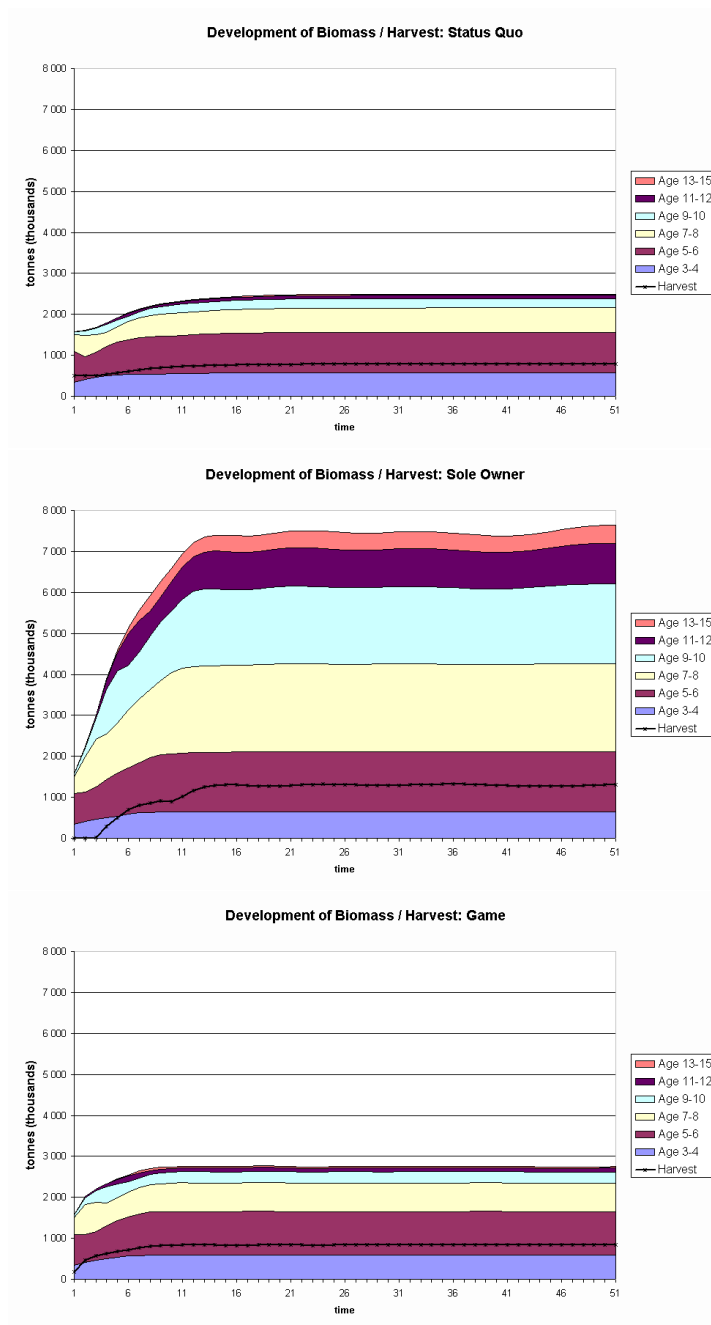 Development of Biomass / Harvest: Status Quo
8 000
7 000
6 000
5 000
4 000
3 000
2 000
1 000
0
tonnes (thousands)
1 6 11 16 21 26 31 36 41 46 51
time
Age 13-15
Age 11-12
Age 9-10
Age 7-8
Age 5-6
Age 3-4
Harvest
Development of Biomass / Harvest: Sole Owner
8 000
7 000
6 000
5 000
4 000
3 000
2 000
1 000
0
tonnes (thousands)
1 6 11 16 21 26 31 36 41 46 51
time
Age 13-15
Age 11-12
Age 9-10
Age 7-8
Age 5-6
Age 3-4
Harvest
Development of Biomass / Harvest: Game
8 000
7 000
6 000
5 000
4 000
3 000
2 000
1 000
0
tonnes (thousands)
1 6 11 16 21 26 31 36 41 46 51
time
Age 13-15
Age 11-12
Age 9-10
Age 7-8
Age 5-6
Age 3-4
Harvest